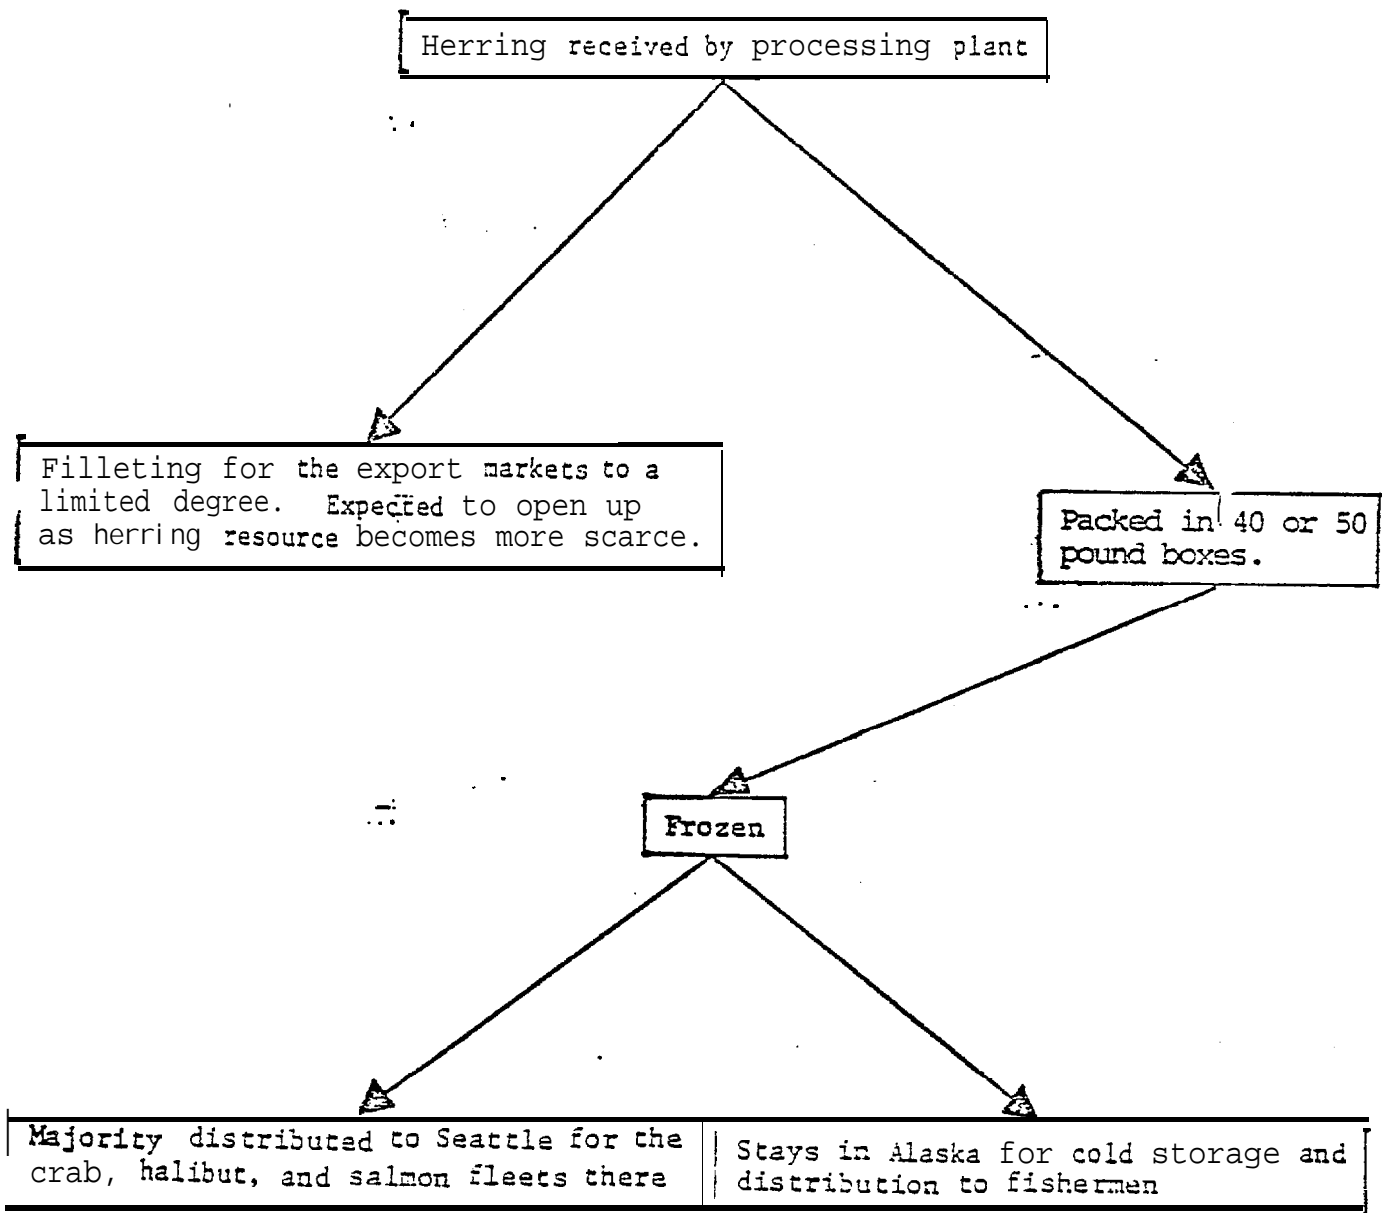 Herring received by processing plant
Filleting for the export markets to a
limited degree. Expected to open up
as herring resource becomes more scarce.
Packed in 40 or 50
pound boxes.
Frozen
Majority distributed to Seattle for the
crab, halibut, and salmon fleets there
Stays in Alaska for cold storage and
distribution to fishermen